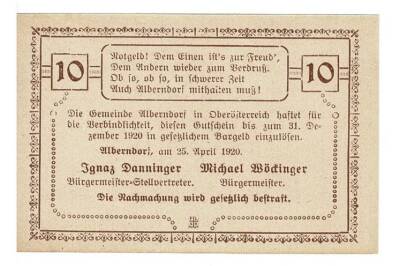 Notgeld! Dem Einen ist's zur Freud',
Dem Andern wieder zum Verdruß.
Ob so, ob so, in schwerer Zeit
Auch Alberndorf mithalten muß!
10
10
Die Gemeinde Alberndorf in Oberösterreich haftet für
die Verbindlichkeit, diesen Gutschein bis zum 31. De-
zember 1920 in gesetzlichem Bargeld einzulösen.
Alberndorf, am 25. April 1920.
Ignaz Danninger Michael Wöckinger
Bürgermeister-Stellvertreter. Bürgermeister.
Die Nachmachung wird gesetzlich bestraft.